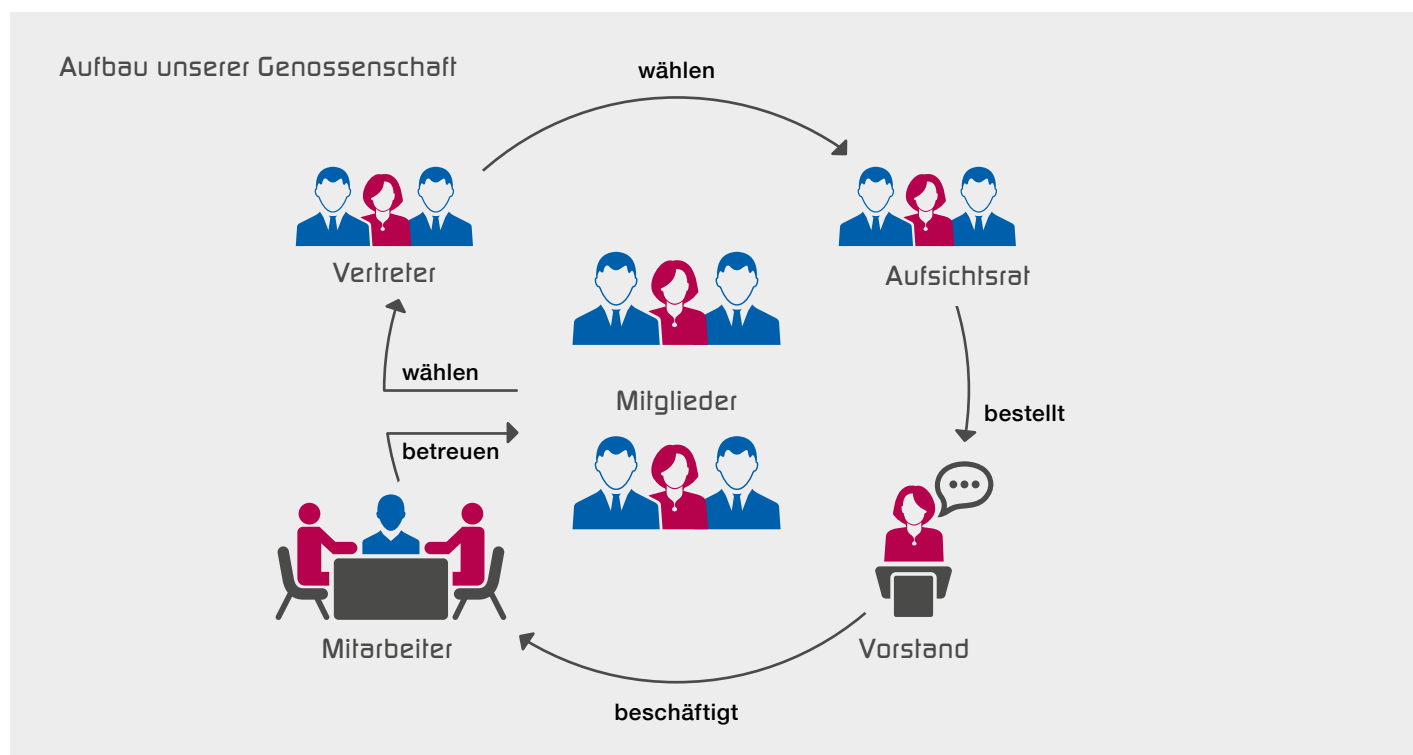 Aufbau unserer Genossenschaft
wählen
Vertreter
Aufsichtsrat
wählen
Mitglieder
bestellt
betreuen
Mitarbeiter
Vorstand
beschäftigt